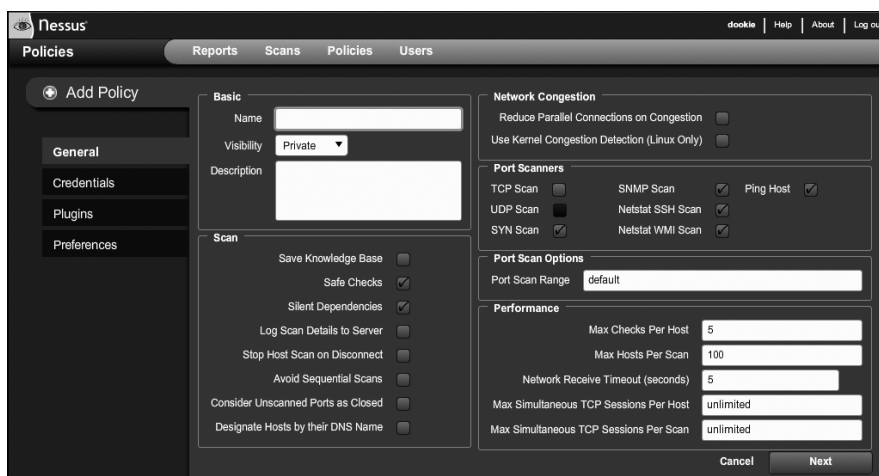 Nessus
dookie | Help | About | Log ou
Policies
Reports Scans Policies Users
Add Policy
General
Credentials
Plugins
Preferences
Basic
Name
Visibility Private
Description
Scan
Save Knowledge Base
Safe Checks
Silent Dependencies
Log Scan Details to Server
Stop Host Scan on Disconnect
Avoid Sequential Scans
Consider Unscanned Ports as Closed
Designate Hosts by their DNS Name
Network Congestion
Reduce Parallel Connections on Congestion
Use Kernel Congestion Detection (Linux Only)
Port Scanners
TCP Scan SNMP Scan Ping Host
UDP Scan Netstat SSH Scan
SYN Scan Netstat WMI Scan
Port Scan Options
Port Scan Range default
Performance
Max Checks Per Host 5
Max Hosts Per Scan 100
Network Receive Timeout (seconds) 5
Max Simultaneous TCP Sessions Per Host unlimited
Max Simultaneous TCP Sessions Per Scan unlimited
Cancel Next